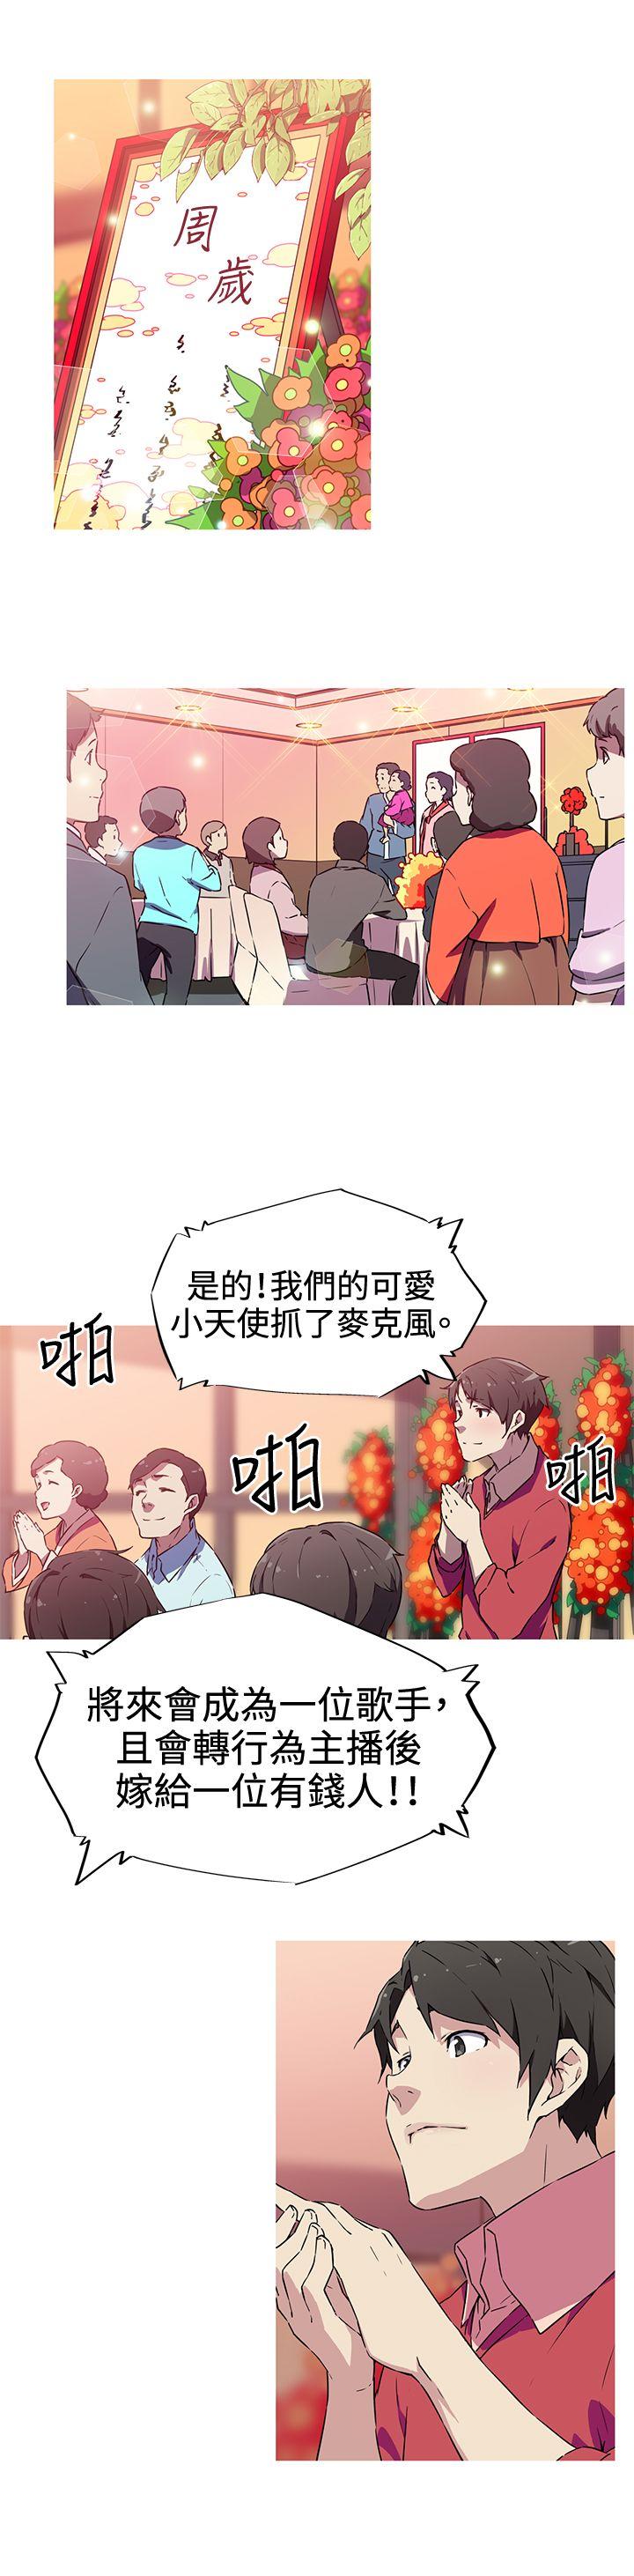 周
歲
是的！我們的可愛
小天使抓了麥克風。
啪
啪
啪
將來會成為一位歌手，
且會轉行為主播後
嫁給一位有錢人！！